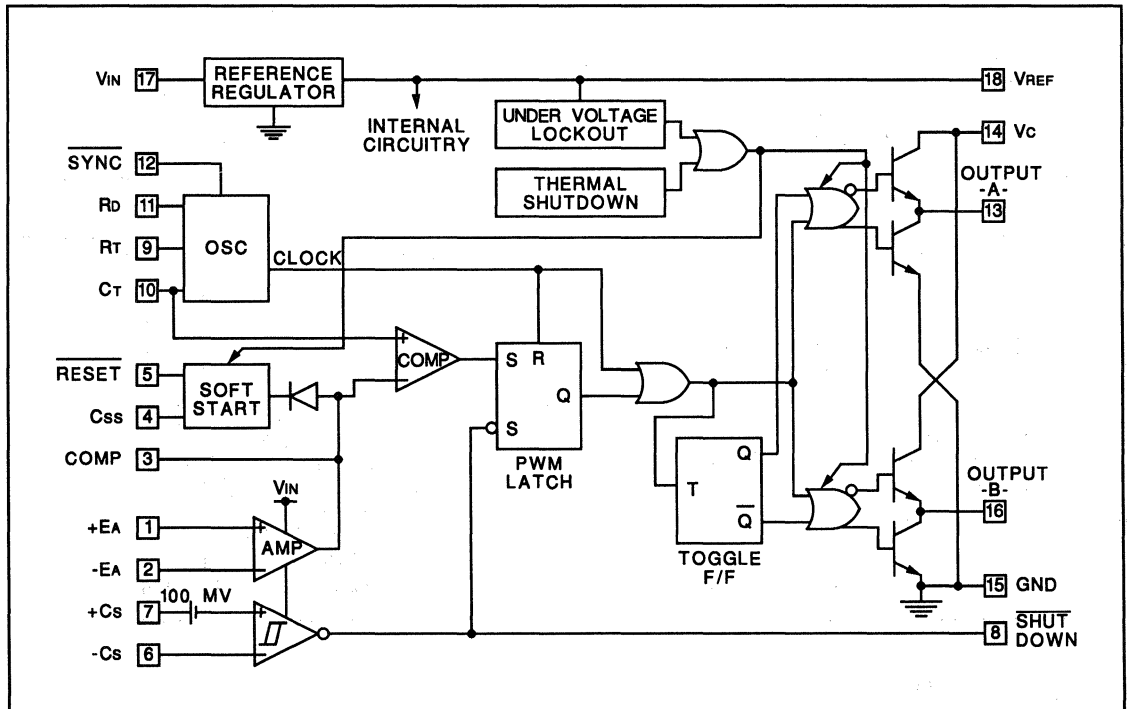 VIN 17
REFERENCE
REGULATOR
18 VREF
INTERNAL
CIRCUITRY
UNDER VOLTAGE
LOCKOUT
THERMAL
SHUTDOWN
14 VC
OUTPUT
-A-
13
SYNC 12
RD 11
RT 9
CT 10
OSC
CLOCK
RESET 5
CSS 4
SOFT
START
COMP
S R
Q
S
PWM
LATCH
COMP 3
VIN
+EA 1
-EA 2
AMP
100 MV
+CS 7
-CS 6
T
Q
Q
TOGGLE
F/F
OUTPUT
-B-
16
15 GND
8 SHUT
DOWN